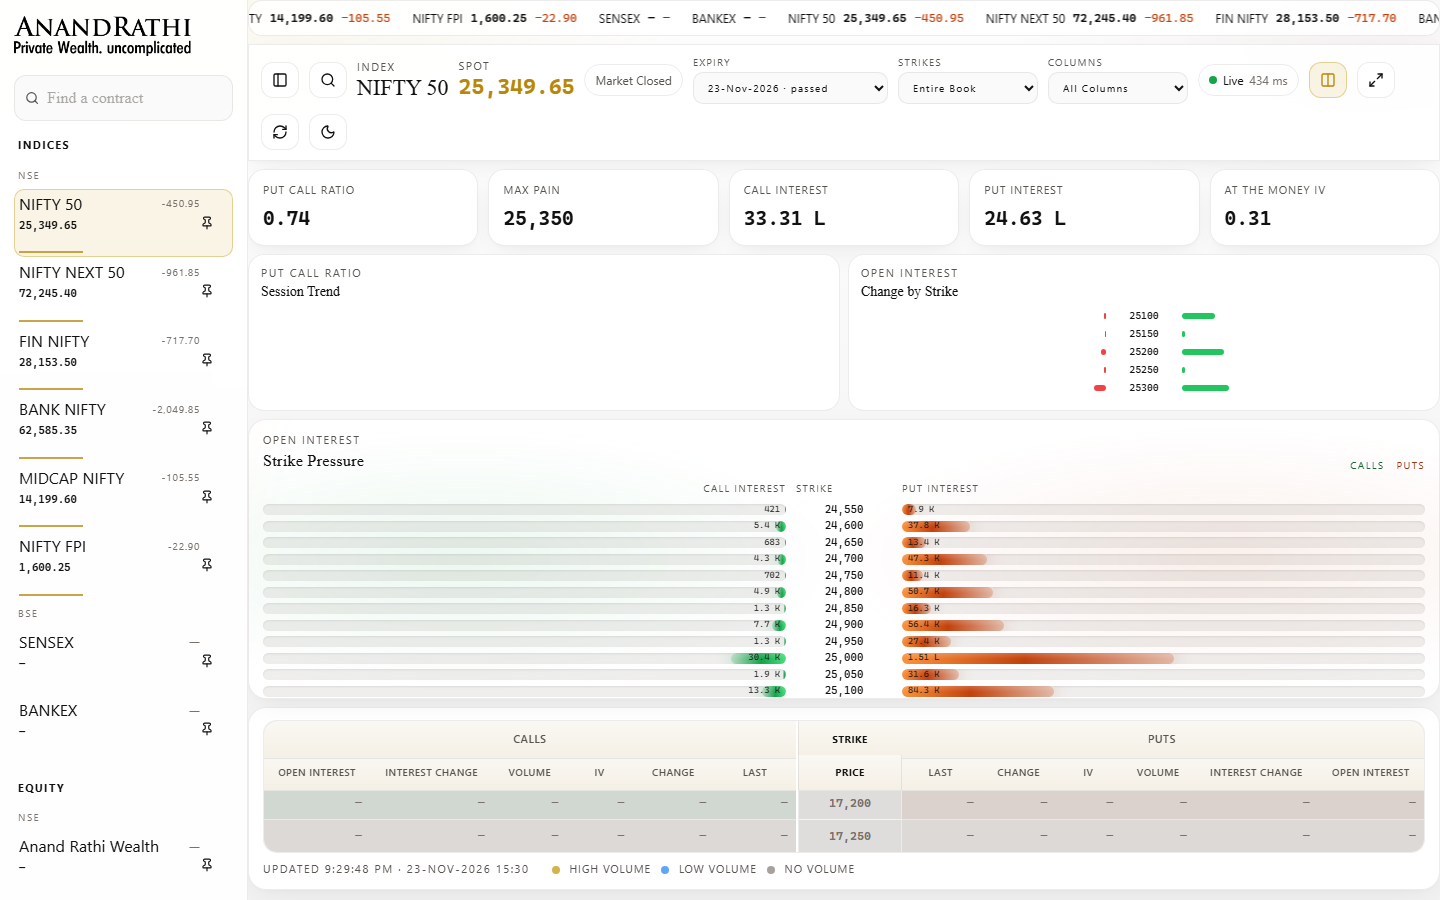 TY 14,199.60 −105.55 NIFTY FPI 1,600.25 −22.90 SENSEX — — BANKEX — — NIFTY 50 25,349.65 −450.95 NIFTY NEXT 50 72,245.40 −961.85 FIN NIFTY 28,153.50 −717.70 BAN
ANANDRATHI
Private Wealth. uncomplicated
Find a contract
INDICES
NSE
NIFTY 50 -450.95
25,349.65
NIFTY NEXT 50 -961.85
72,245.40
FIN NIFTY -717.70
28,153.50
BANK NIFTY -2,049.85
62,585.35
MIDCAP NIFTY -105.55
14,199.60
NIFTY FPI -22.90
1,600.25
BSE
SENSEX —
—
BANKEX —
—
EQUITY
NSE
Anand Rathi Wealth —
—
INDEX
NIFTY 50
SPOT
25,349.65
Market Closed
EXPIRY
23-Nov-2026 · passed
STRIKES
Entire Book
COLUMNS
All Columns
Live 434 ms
PUT CALL RATIO
0.74
MAX PAIN
25,350
CALL INTEREST
33.31 L
PUT INTEREST
24.63 L
AT THE MONEY IV
0.31
PUT CALL RATIO
Session Trend
OPEN INTEREST
Change by Strike
25100
25150
25200
25250
25300
OPEN INTEREST
Strike Pressure
CALLS PUTS
CALL INTEREST STRIKE PUT INTEREST
421 24,550 7.9 K
5.4 K 24,600 37.8 K
683 24,650 13.4 K
4.3 K 24,700 47.3 K
702 24,750 11.4 K
4.9 K 24,800 50.7 K
1.3 K 24,850 16.3 K
7.7 K 24,900 56.4 K
1.3 K 24,950 27.4 K
30.4 K 25,000 1.51 L
1.9 K 25,050 31.6 K
13.3 K 25,100 84.3 K
CALLS STRIKE PUTS
OPEN INTEREST INTEREST CHANGE VOLUME IV CHANGE LAST PRICE LAST CHANGE IV VOLUME INTEREST CHANGE OPEN INTEREST
— — — — — — 17,200 — — — — — —
— — — — — — 17,250 — — — — — —
UPDATED 9:29:48 PM · 23-NOV-2026 15:30 HIGH VOLUME LOW VOLUME NO VOLUME